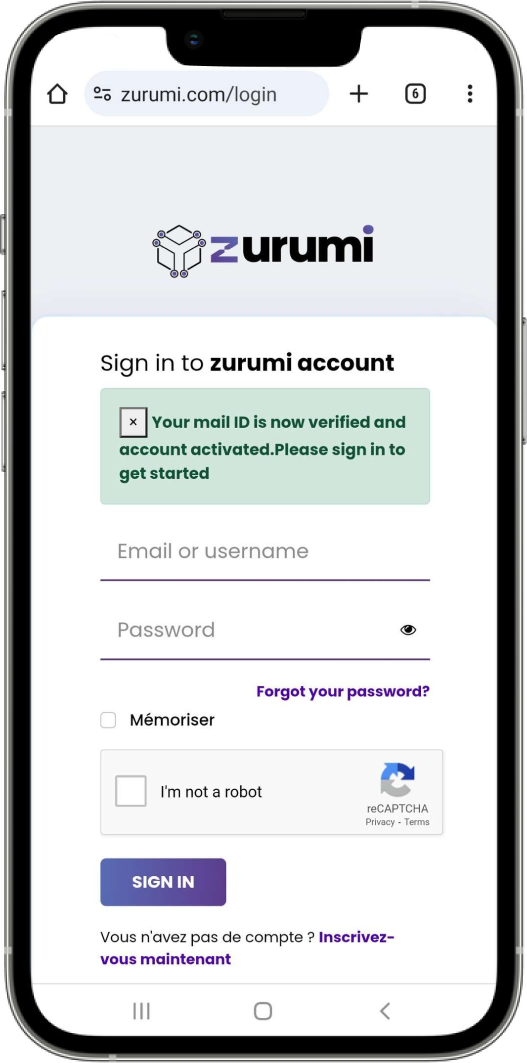 zurumi.com/login
6
zurumi
Sign in to zurumi account
× Your mail ID is now verified and
account activated.Please sign in to
get started
Email or username
Password
Forgot your password?
Mémoriser
I'm not a robot
reCAPTCHA
Privacy - Terms
SIGN IN
Vous n'avez pas de compte ? Inscrivez-
vous maintenant